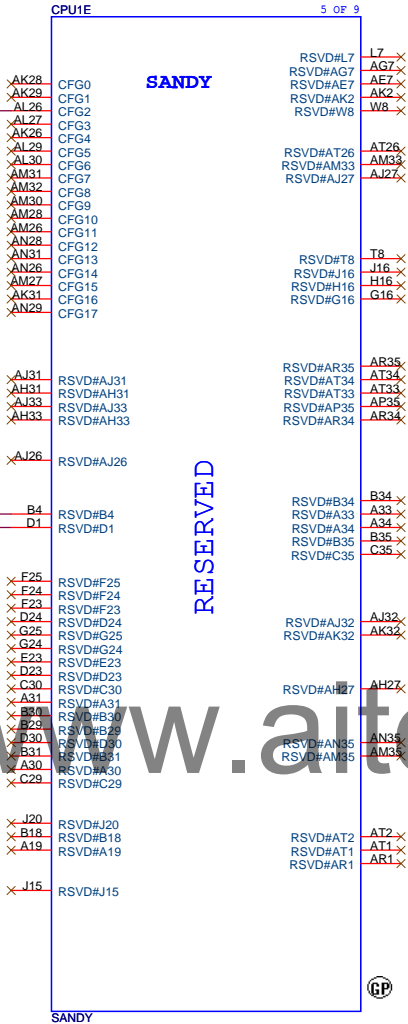 CPU1E 5 OF 9
SANDY
RESERVED
AK28 CFG0
AK29 CFG1
AL26 CFG2
AL27 CFG3
AK26 CFG4
AL29 CFG5
AL30 CFG6
AM31 CFG7
AM32 CFG8
AM30 CFG9
AM28 CFG10
AM26 CFG11
AN28 CFG12
AN31 CFG13
AN26 CFG14
AM27 CFG15
AK31 CFG16
AN29 CFG17
AJ31 RSVD#AJ31
AH31 RSVD#AH31
AJ33 RSVD#AJ33
AH33 RSVD#AH33
AJ26 RSVD#AJ26
B4 RSVD#B4
D1 RSVD#D1
F25 RSVD#F25
F24 RSVD#F24
F23 RSVD#F23
D24 RSVD#D24
G25 RSVD#G25
G24 RSVD#G24
E23 RSVD#E23
D23 RSVD#D23
C30 RSVD#C30
A31 RSVD#A31
B30 RSVD#B30
B29 RSVD#B29
D30 RSVD#D30
B31 RSVD#B31
A30 RSVD#A30
C29 RSVD#C29
J20 RSVD#J20
B18 RSVD#B18
A19 RSVD#A19
J15 RSVD#J15
RSVD#L7 L7
RSVD#AG7 AG7
RSVD#AE7 AE7
RSVD#AK2 AK2
RSVD#W8 W8
RSVD#AT26 AT26
RSVD#AM33 AM33
RSVD#AJ27 AJ27
RSVD#T8 T8
RSVD#J16 J16
RSVD#H16 H16
RSVD#G16 G16
RSVD#AR35 AR35
RSVD#AT34 AT34
RSVD#AT33 AT33
RSVD#AP35 AP35
RSVD#AR34 AR34
RSVD#B34 B34
RSVD#A33 A33
RSVD#A34 A34
RSVD#B35 B35
RSVD#C35 C35
RSVD#AJ32 AJ32
RSVD#AK32 AK32
RSVD#AH27 AH27
RSVD#AN35 AN35
RSVD#AM35 AM35
RSVD#AT2 AT2
RSVD#AT1 AT1
RSVD#AR1 AR1
www.aite
GP
SANDY